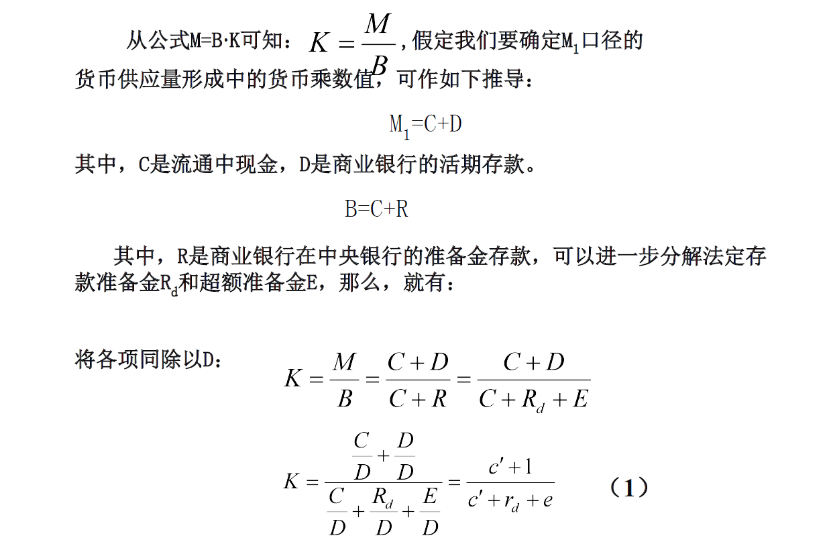 从公式M=B·K可知：K = M/B ,假定我们要确定M₁口径的
货币供应量形成中的货币乘数值，可作如下推导：
M₁=C+D
其中，C是流通中现金，D是商业银行的活期存款。
B=C+R
其中，R是商业银行在中央银行的准备金存款，可以进一步分解法定存
款准备金R_d和超额准备金E，那么，就有：
将各项同除以D：
K = M/B = (C+D)/(C+R) = (C+D)/(C+R_d+E)
K = (C/D + D/D)/(C/D + R_d/D + E/D) = (c′+1)/(c′+r_d+e) （1）